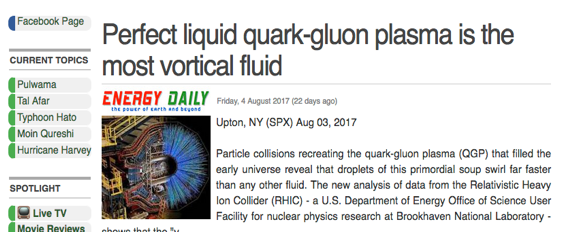 Facebook Page
CURRENT TOPICS
Pulwama
Tal Afar
Typhoon Hato
Moin Qureshi
Hurricane Harvey
SPOTLIGHT
Live TV
Movie Reviews
Perfect liquid quark-gluon plasma is the
most vortical fluid
ENERGY DAILY
the power of earth and beyond
Friday, 4 August 2017 (22 days ago)
Upton, NY (SPX) Aug 03, 2017
Particle collisions recreating the quark-gluon plasma (QGP) that filled the
early universe reveal that droplets of this primordial soup swirl far faster
than any other fluid. The new analysis of data from the Relativistic Heavy
Ion Collider (RHIC) - a U.S. Department of Energy Office of Science User
Facility for nuclear physics research at Brookhaven National Laboratory -
shows that the "v